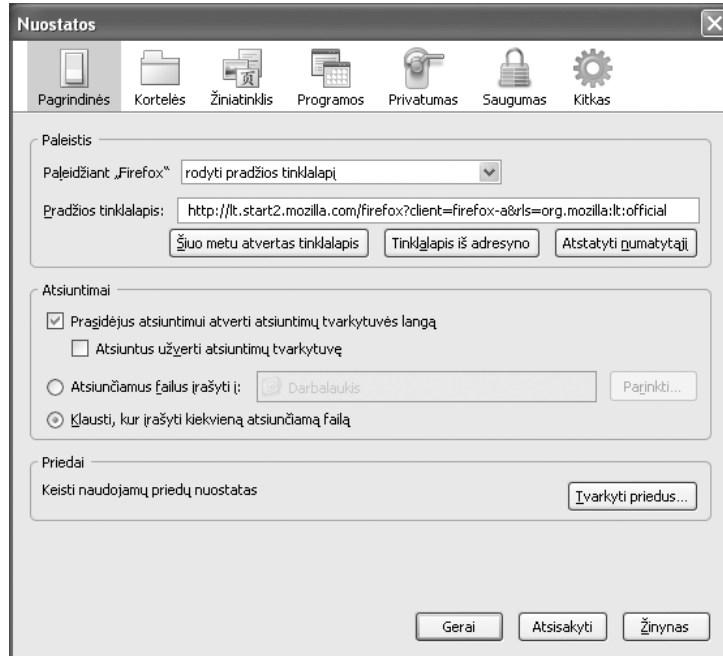 Nuostatos
Pagrindinės Kortelės Žiniatinklis Programos Privatumas Saugumas Kitkas
Paleistis
Paleidžiant „Firefox“ rodyti pradžios tinklalapį
Pradžios tinklalapis: http://lt.start2.mozilla.com/firefox?client=firefox-a&rls=org.mozilla:lt:official
Šiuo metu atvertas tinklalapis Tinklalapis iš adresyno Atstatyti numatytąjį
Atsiuntimai
Prasidėjus atsiuntimui atverti atsiuntimų tvarkytuvės langą
Atsiuntus užverti atsiuntimų tvarkytuvę
Atsiunčiamus failus įrašyti į: Darbalaukis Parinkti...
Klausti, kur įrašyti kiekvieną atsiunčiamą failą
Priedai
Keisti naudojamų priedų nuostatas
Tvarkyti priedus...
Gerai Atsisakyti Žinynas